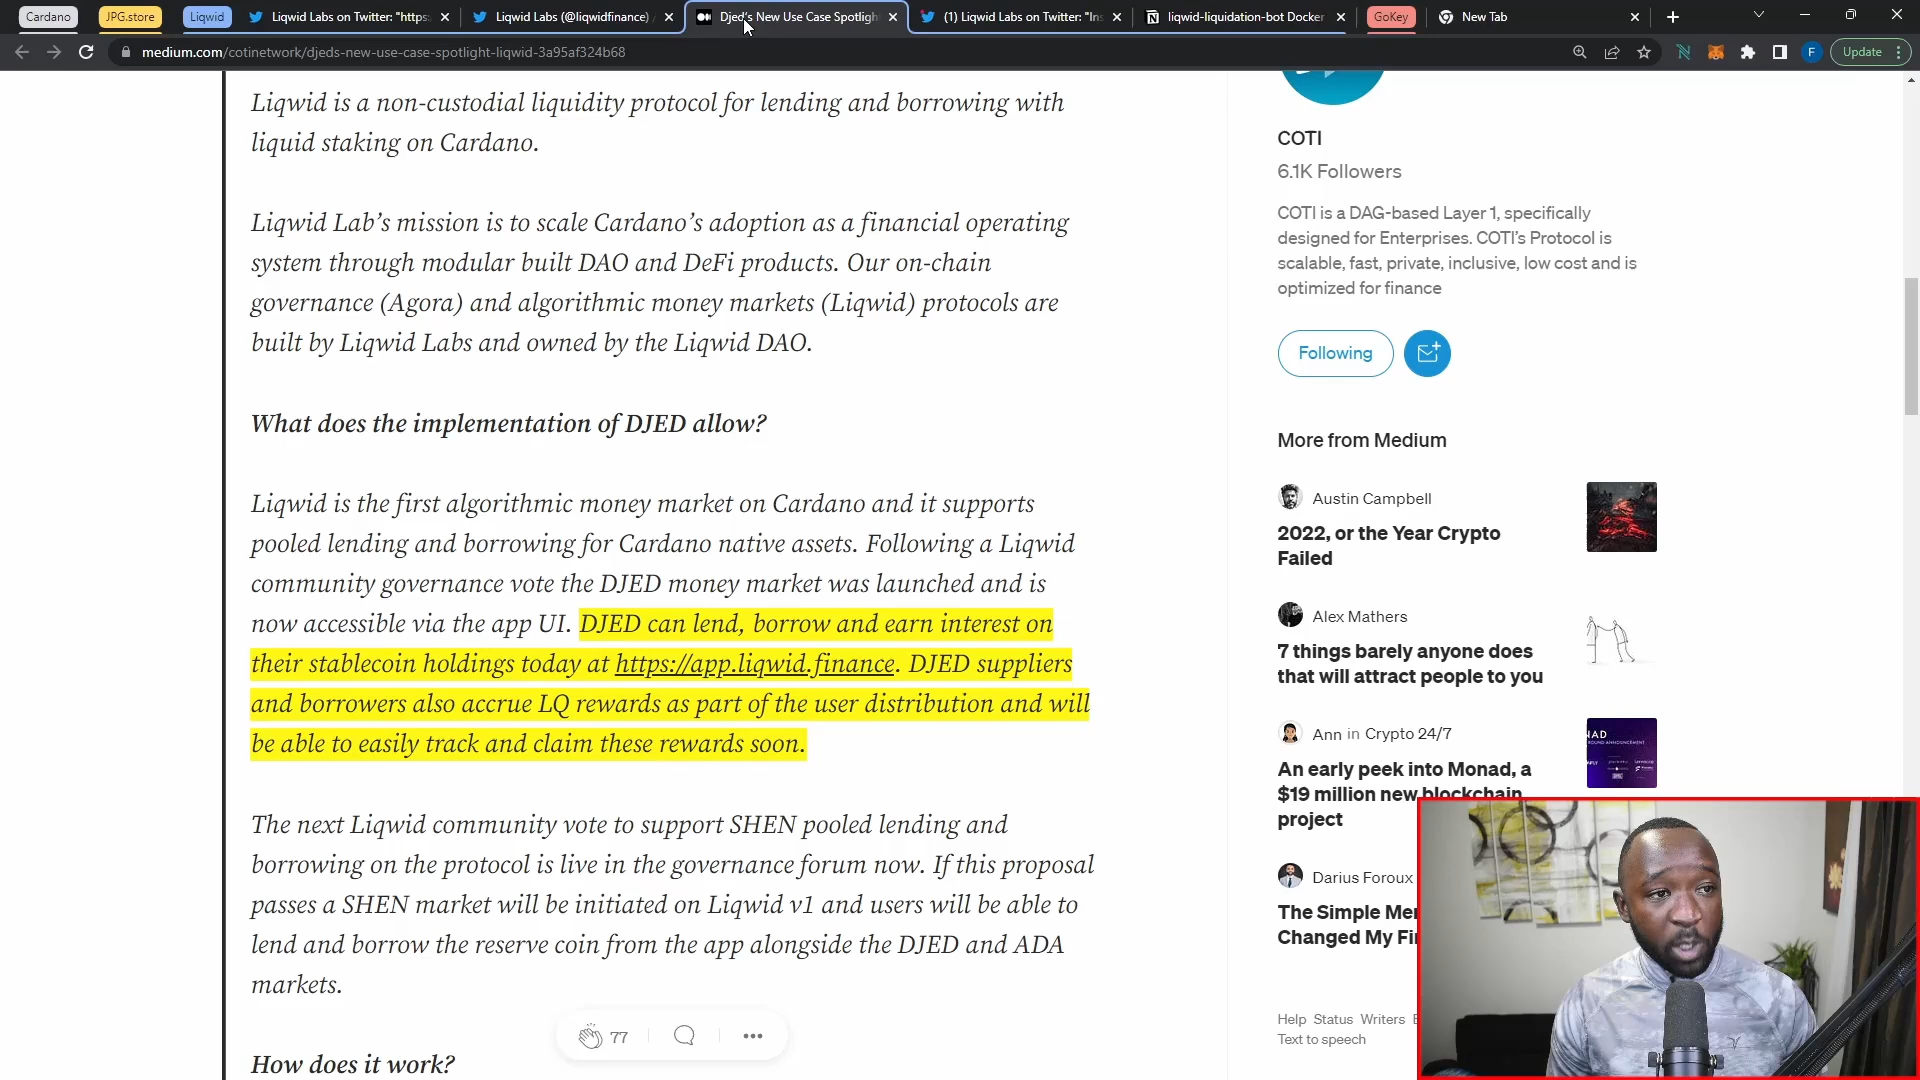 Cardano
JPG.store
Liqwid
Liqwid Labs on Twitter: "https:
Liqwid Labs (@liqwidfinance) /
Djed's New Use Case Spotligh
(1) Liqwid Labs on Twitter: "Ins
liqwid-liquidation-bot Docker
GoKey
New Tab
medium.com/cotinetwork/djeds-new-use-case-spotlight-liqwid-3a95af324b68
F
Update
Liqwid is a non-custodial liquidity protocol for lending and borrowing with
liquid staking on Cardano.
Liqwid Lab's mission is to scale Cardano's adoption as a financial operating
system through modular built DAO and DeFi products. Our on-chain
governance (Agora) and algorithmic money markets (Liqwid) protocols are
built by Liqwid Labs and owned by the Liqwid DAO.
What does the implementation of DJED allow?
Liqwid is the first algorithmic money market on Cardano and it supports
pooled lending and borrowing for Cardano native assets. Following a Liqwid
community governance vote the DJED money market was launched and is
now accessible via the app UI. DJED can lend, borrow and earn interest on
their stablecoin holdings today at https://app.liqwid.finance. DJED suppliers
and borrowers also accrue LQ rewards as part of the user distribution and will
be able to easily track and claim these rewards soon.
The next Liqwid community vote to support SHEN pooled lending and
borrowing on the protocol is live in the governance forum now. If this proposal
passes a SHEN market will be initiated on Liqwid v1 and users will be able to
lend and borrow the reserve coin from the app alongside the DJED and ADA
markets.
77
How does it work?
COTI
6.1K Followers
COTI is a DAG-based Layer 1, specifically
designed for Enterprises. COTI's Protocol is
scalable, fast, private, inclusive, low cost and is
optimized for finance
Following
More from Medium
Austin Campbell
2022, or the Year Crypto
Failed
Alex Mathers
7 things barely anyone does
that will attract people to you
Ann in Crypto 24/7
An early peek into Monad, a
$19 million new blockchain
project
NAD
Darius Foroux
The Simple Men
Changed My Fi
Help Status Writers
Text to speech